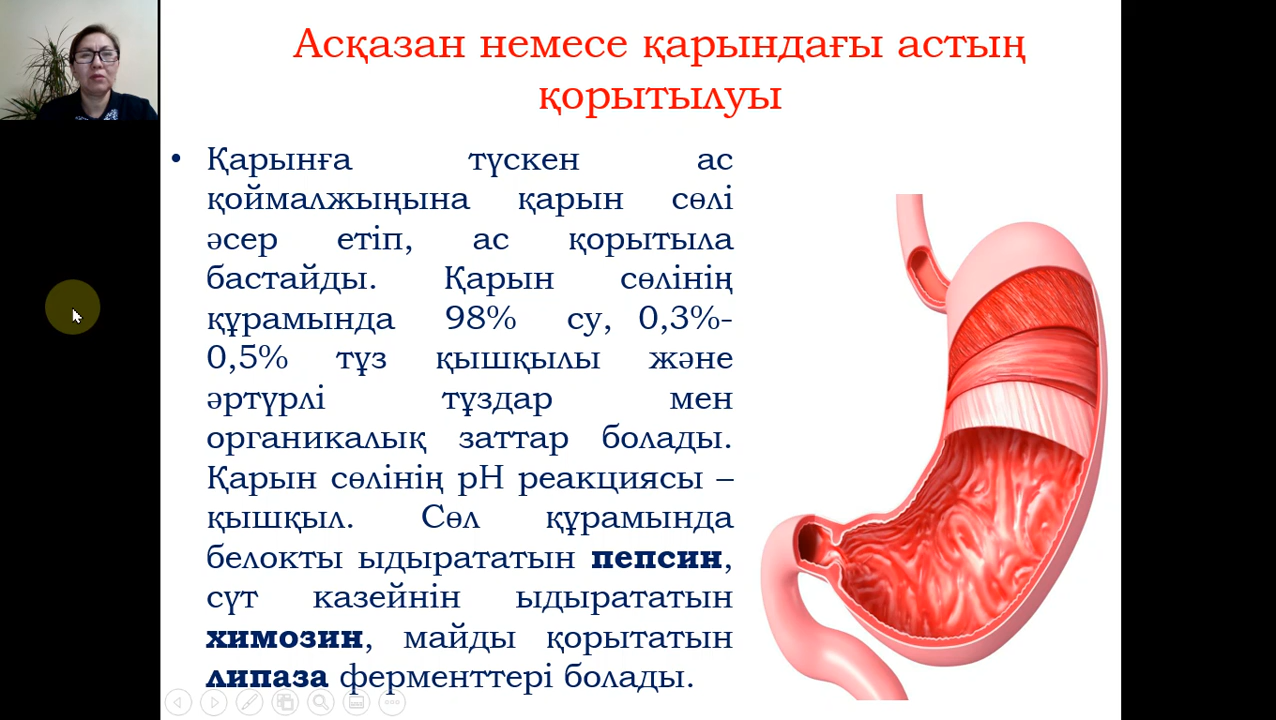 Асқазан немесе қарындағы астың
қорытылуы
• Қарынға түскен ас
қоймалжыңына қарын сөлі
әсер етіп, ас қорытыла
бастайды. Қарын сөлінің
құрамында 98% су, 0,3%-
0,5% тұз қышқылы және
әртүрлі тұздар мен
органикалық заттар болады.
Қарын сөлінің рН реакциясы –
қышқыл. Сөл құрамында
белокты ыдырататын пепсин,
сүт казейнін ыдырататын
химозин, майды қорытатын
липаза ферменттері болады.